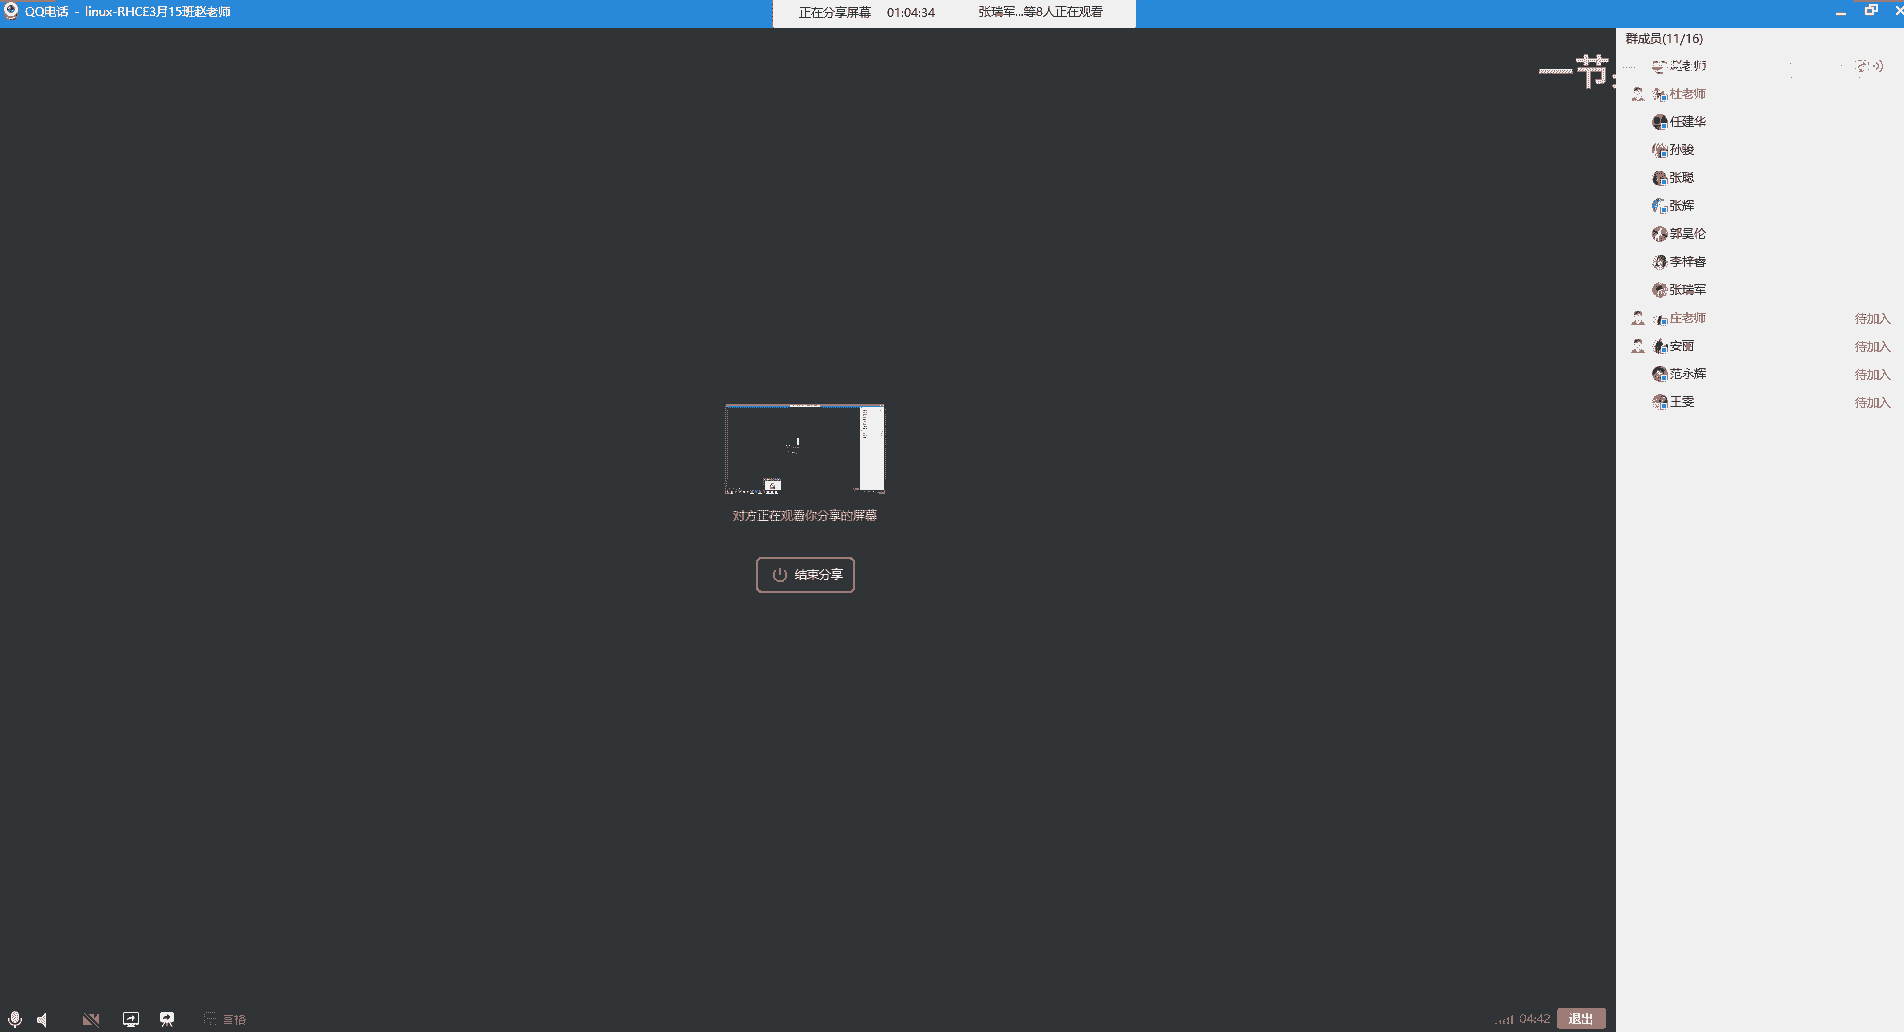 QQ电话 - linux-RHCE3月15班赵老师
正在分享屏幕 01:04:34 张瑞军...等8人正在观看
一节
群成员(11/16)
赵老师
杜老师
任建华
孙骏
张聪
张辉
郭昊伦
李梓睿
张瑞军
庄老师 待加入
安丽 待加入
范永辉 待加入
王雯 待加入
对方正在观看你分享的屏幕
结束分享
宫格
04:42 退出